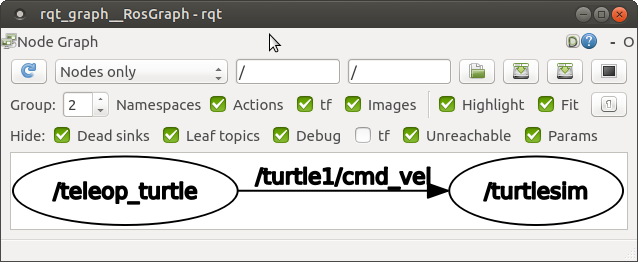 rqt_graph__RosGraph - rqt
Node Graph
D ? - O
Nodes only / /
Group: 2 Namespaces Actions tf Images Highlight Fit
Hide: Dead sinks Leaf topics Debug tf Unreachable Params
/teleop_turtle /turtle1/cmd_vel /turtlesim